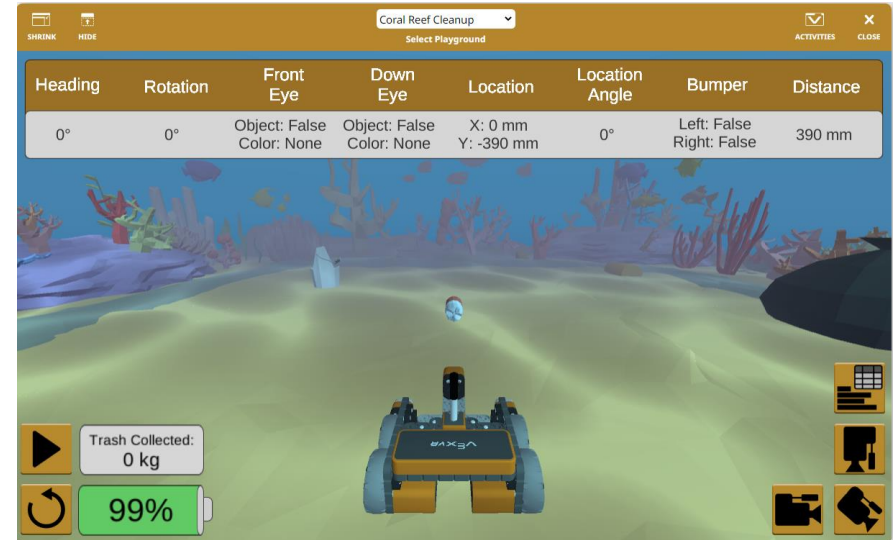 SHRINK
HIDE
Coral Reef Cleanup
Select Playground
ACTIVITIES
CLOSE
Heading
Rotation
Front
Eye
Down
Eye
Location
Location
Angle
Bumper
Distance
0°
0°
Object: False
Color: None
Object: False
Color: None
X: 0 mm
Y: -390 mm
0°
Left: False
Right: False
390 mm
Trash Collected:
0 kg
99%
VEXVR